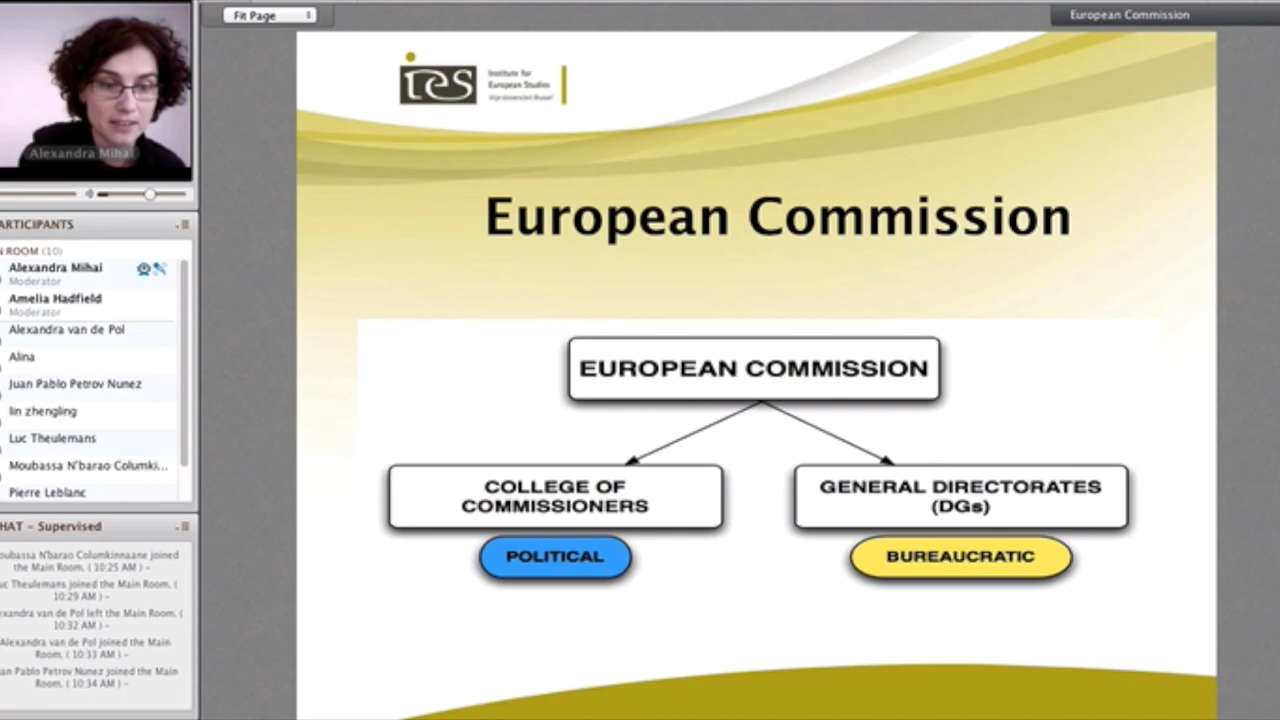 Fit Page
European Commission
ies
Institute for
European Studies
Vrije Universiteit Brussel
Alexandra Mihai
ARTICIPANTS
N ROOM (10)
Alexandra Mihai
Moderator
Amelia Hadfield
Moderator
Alexandra van de Pol
Alina
Juan Pablo Petrov Nunez
lin zhengling
Luc Theulemans
Moubassa N'barao Columki...
Pierre Leblanc
HAT – Supervised
oubassa N'barao Columkinnaane joined
the Main Room. ( 10:25 AM ) –
uc Theulemans joined the Main Room. (
10:29 AM ) –
exandra van de Pol left the Main Room. (
10:32 AM ) –
Alexandra van de Pol joined the Main
Room. ( 10:33 AM ) –
uan Pablo Petrov Nunez joined the Main
Room. ( 10:34 AM ) –
European Commission
EUROPEAN COMMISSION
COLLEGE OF
COMMISSIONERS
POLITICAL
GENERAL DIRECTORATES
(DGs)
BUREAUCRATIC